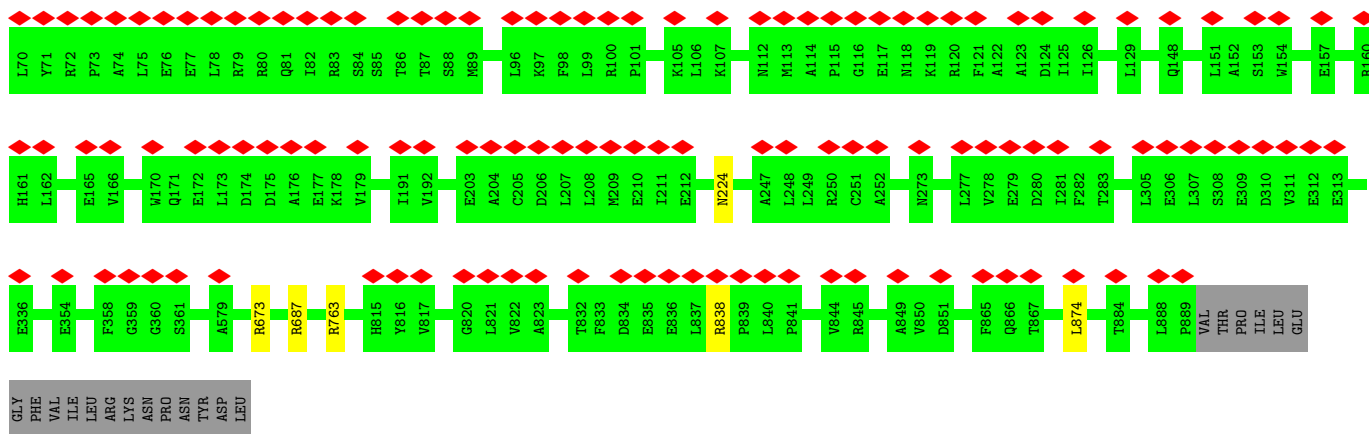 L70 Y71 R72 P73 A74 L75 E76 E77 L78 R79 R80 Q81 I82 R83 S84 S85 T86 T87 S88 M89 L96 K97 F98 L99 R100 P101 K105 L106 K107 N112 M113 A114 P115 G116 E117 N118 K119 R120 F121 A122 A123 D124 I125 I126 L129 Q148 L151 A152 S153 W154 E157 R160
H161 L162 E165 V166 W170 Q171 E172 L173 D174 D175 A176 E177 K178 V179 I191 V192 E203 A204 C205 D206 L207 L208 M209 E210 I211 E212 N224 A247 L248 L249 R250 C251 A252 N273 L277 V278 E279 D280 I281 F282 T283 L305 E306 L307 S308 E309 D310 V311 E312 E313
E336 E354 F358 G359 G360 S361 A579 R673 R687 R763 H815 Y816 V817 G820 L821 V822 A823 T832 F833 D834 E835 E836 L837 R838 P839 L840 P841 V844 R845 A849 V850 D851 F865 Q866 T867 L874 T884 L888 P889 VAL THR PRO ILE LEU GLU
GLY PHE VAL ILE LEU ARG LYS ASN PRO ASN TYR ASP LEU